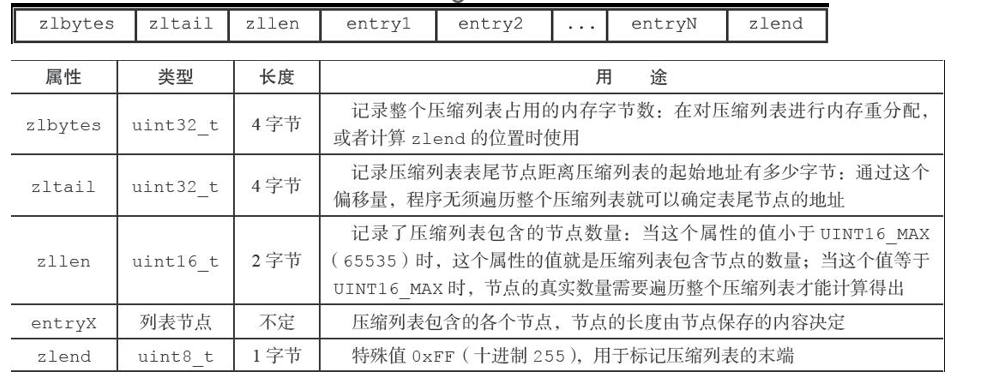 zlbytes zltail zllen entry1 entry2 ... entryN zlend
属性 类型 长度 用 途
zlbytes uint32_t 4字节 记录整个压缩列表占用的内存字节数：在对压缩列表进行内存重分配，
或者计算 zlend 的位置时使用
zltail uint32_t 4字节 记录压缩列表表尾节点距离压缩列表的起始地址有多少字节：通过这个
偏移量，程序无须遍历整个压缩列表就可以确定表尾节点的地址
zllen uint16_t 2字节 记录了压缩列表包含的节点数量：当这个属性的值小于 UINT16_MAX
（65535）时，这个属性的值就是压缩列表包含节点的数量；当这个值等于
UINT16_MAX 时，节点的真实数量需要遍历整个压缩列表才能计算得出
entryX 列表节点 不定 压缩列表包含的各个节点，节点的长度由节点保存的内容决定
zlend uint8_t 1字节 特殊值 0xFF（十进制 255），用于标记压缩列表的末端